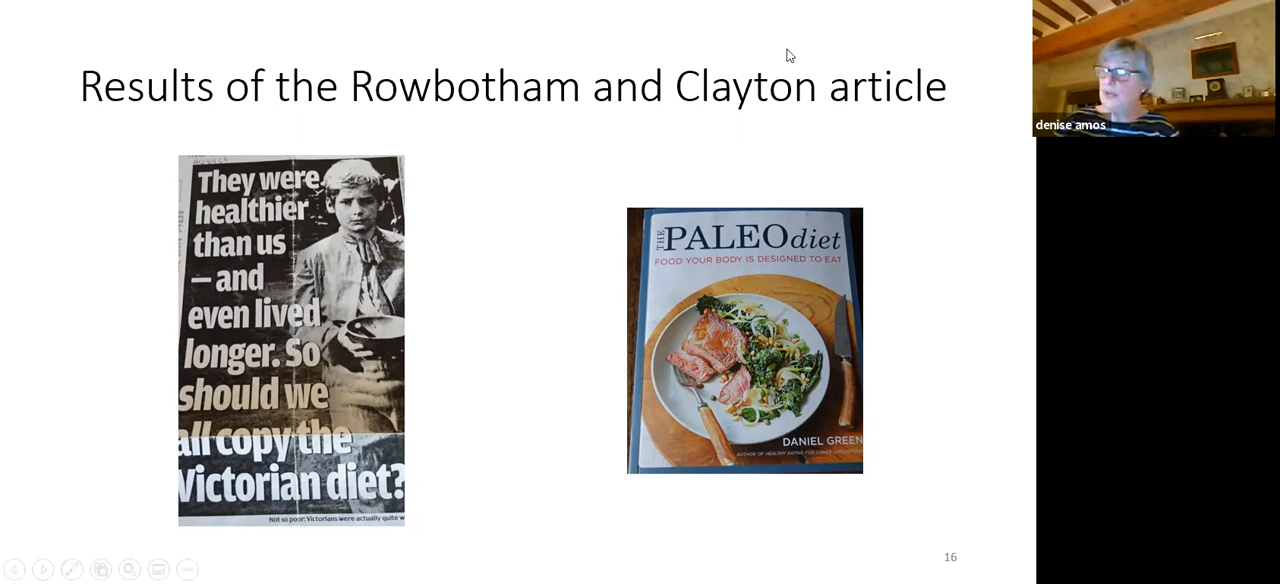 Results of the Rowbotham and Clayton article
denise amos
They were
healthier
than us
– and
even lived
longer. So
should we
all copy the
Victorian diet?
Not so poor: Victorians were actually quite w
THE PALEO diet
FOOD YOUR BODY IS DESIGNED TO EAT
DANIEL GREEN
AUTHOR OF HEALTHY EATING FOR LOWER
16